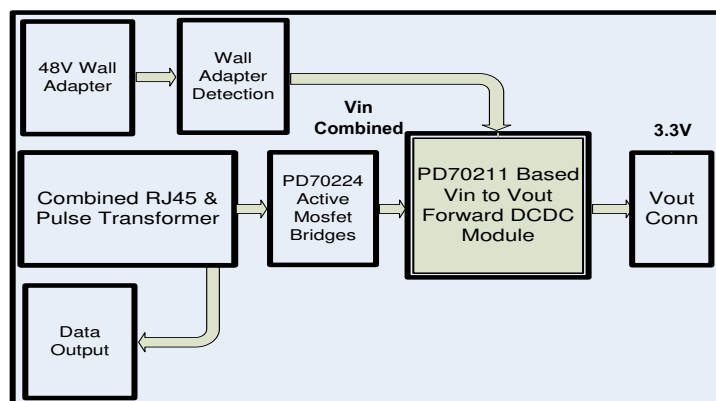 48V Wall
Adapter
Wall
Adapter
Detection
Vin
Combined
3.3V
Combined RJ45 &
Pulse Transformer
PD70224
Active
Mosfet
Bridges
PD70211 Based
Vin to Vout
Forward DCDC
Module
Vout
Conn
Data
Output